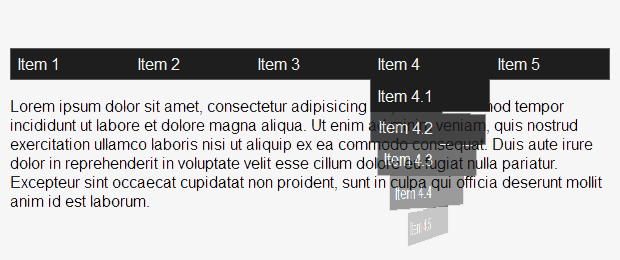 Item 1 Item 2 Item 3 Item 4 Item 5
Item 4.1
Item 4.2
Item 4.3
Item 4.4
Item 4.5
Lorem ipsum dolor sit amet, consectetur adipisicing mod tempor
incididunt ut labore et dolore magna aliqua. Ut enim ad minim veniam, quis nostrud
exercitation ullamco laboris nisi ut aliquip ex ea commodo consequat. Duis aute irure
dolor in reprehenderit in voluptate velit esse cillum dolore eu fugiat nulla pariatur.
Excepteur sint occaecat cupidatat non proident, sunt in culpa qui officia deserunt mollit
anim id est laborum.